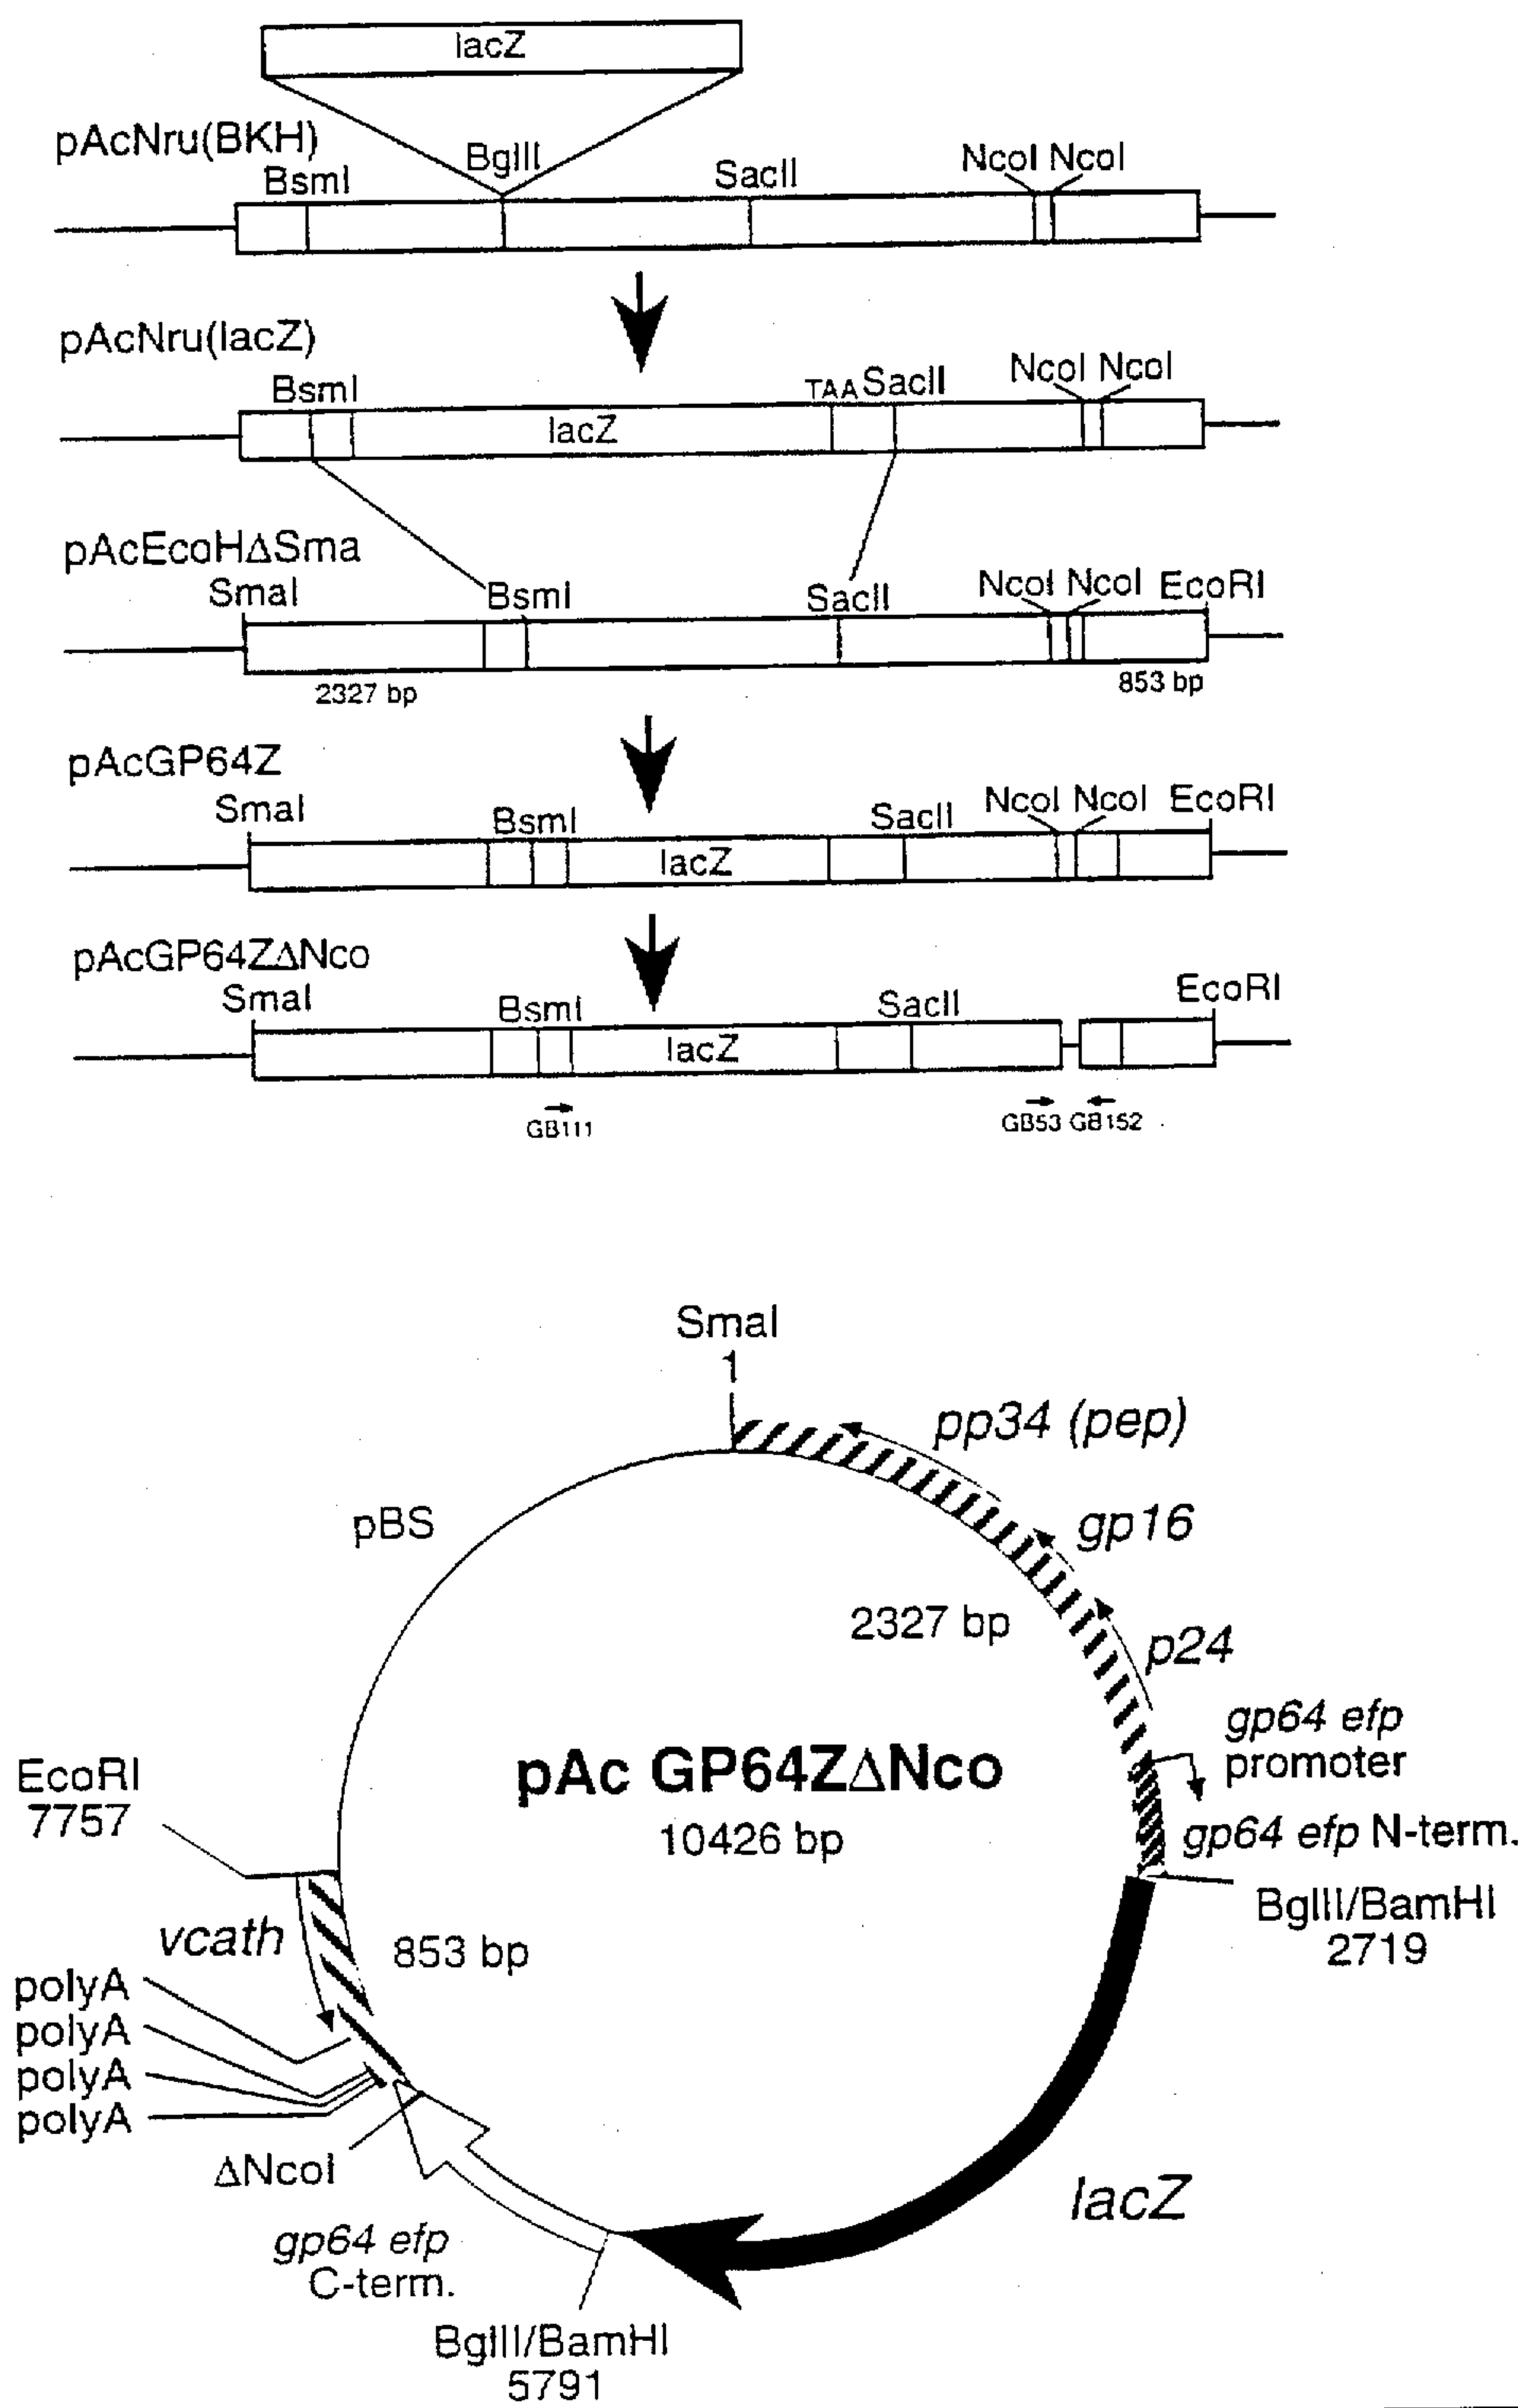 lacZ
pAcNru(BKH)
BsmI BglII SacII NcoI NcoI
pAcNru(lacZ)
BsmI TAA SacII NcoI NcoI
lacZ
pAcEcoHΔSma
SmaI BsmI SacII NcoI NcoI EcoRI
2327 bp 853 bp
pAcGP64Z
SmaI BsmI SacII NcoI NcoI EcoRI
lacZ
pAcGP64ZΔNco
SmaI BsmI SacII EcoRI
lacZ
GB111 GB53 GB152
SmaI
1
pp34 (pep)
pBS
gp16
2327 bp
p24
gp64 efp
promoter
pAc GP64ZΔNco
10426 bp
EcoRI
7757
gp64 efp N-term.
BglII/BamHI
2719
vcath
853 bp
polyA
polyA
polyA
polyA
ΔNcoI
lacZ
gp64 efp
C-term.
BglII/BamHI
5791